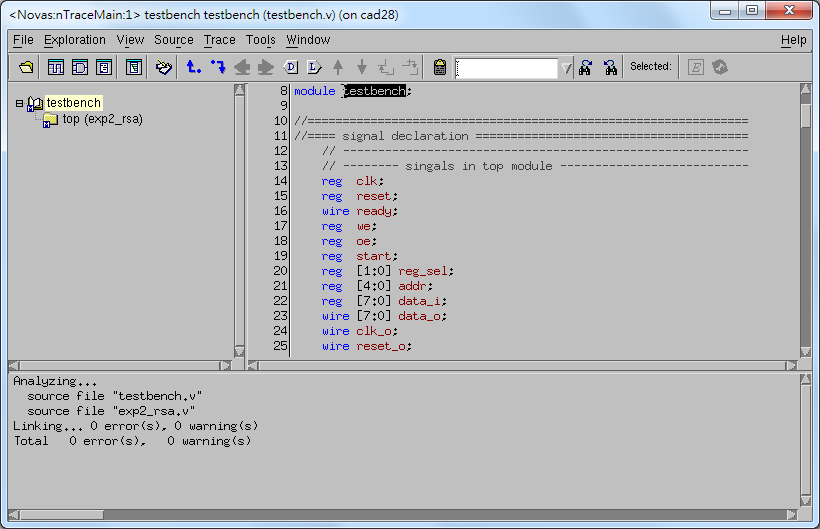 <Novas:nTraceMain:1> testbench testbench (testbench.v) (on cad28)
File Exploration View Source Trace Tools Window Help
Selected:
testbench
top (exp2_rsa)
8 module testbench;
9
10 //===============================================================
11 //==== signal declaration =======================================
12 // ----------------------------------------------------------
13 // -------- singals in top module ---------------------------
14 reg clk;
15 reg reset;
16 wire ready;
17 reg we;
18 reg oe;
19 reg start;
20 reg [1:0] reg_sel;
21 reg [4:0] addr;
22 reg [7:0] data_i;
23 wire [7:0] data_o;
24 wire clk_o;
25 wire reset_o;
Analyzing...
source file "testbench.v"
source file "exp2_rsa.v"
Linking... 0 error(s), 0 warning(s)
Total 0 error(s), 0 warning(s)